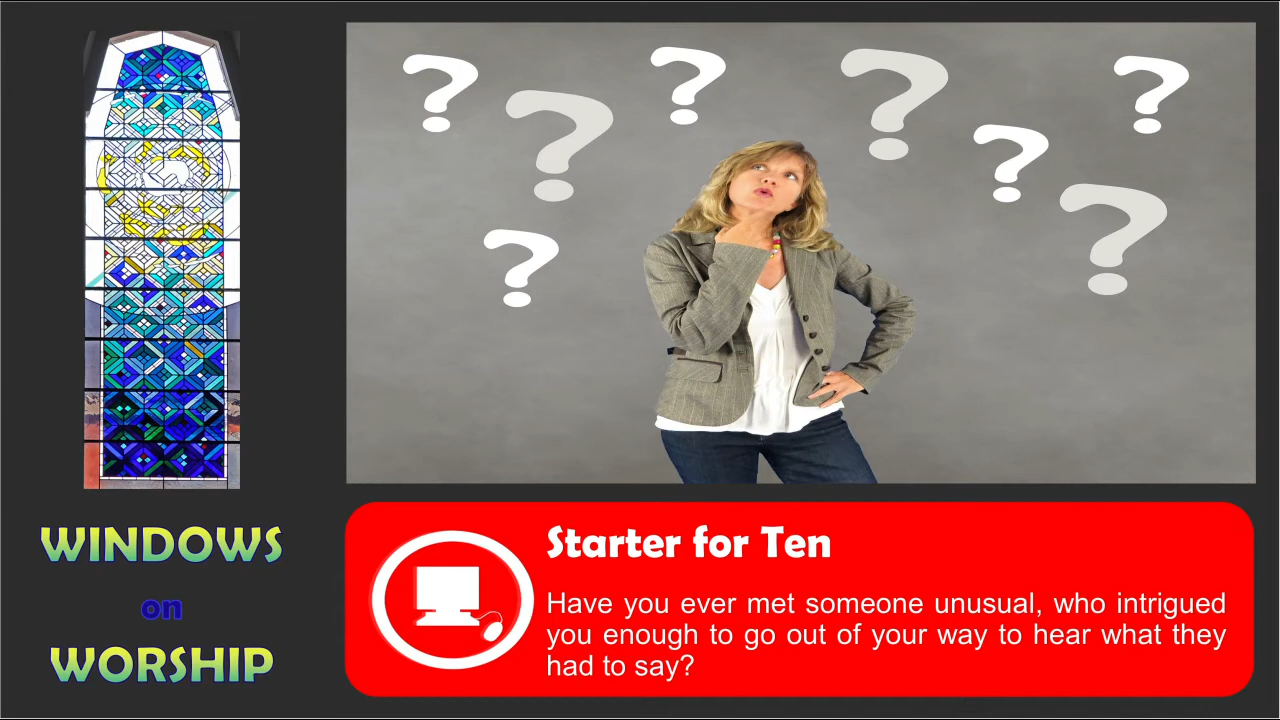 ? ? ? ? ? ? ? ?
WINDOWS
on
WORSHIP
Starter for Ten
Have you ever met someone unusual, who intrigued
you enough to go out of your way to hear what they
had to say?